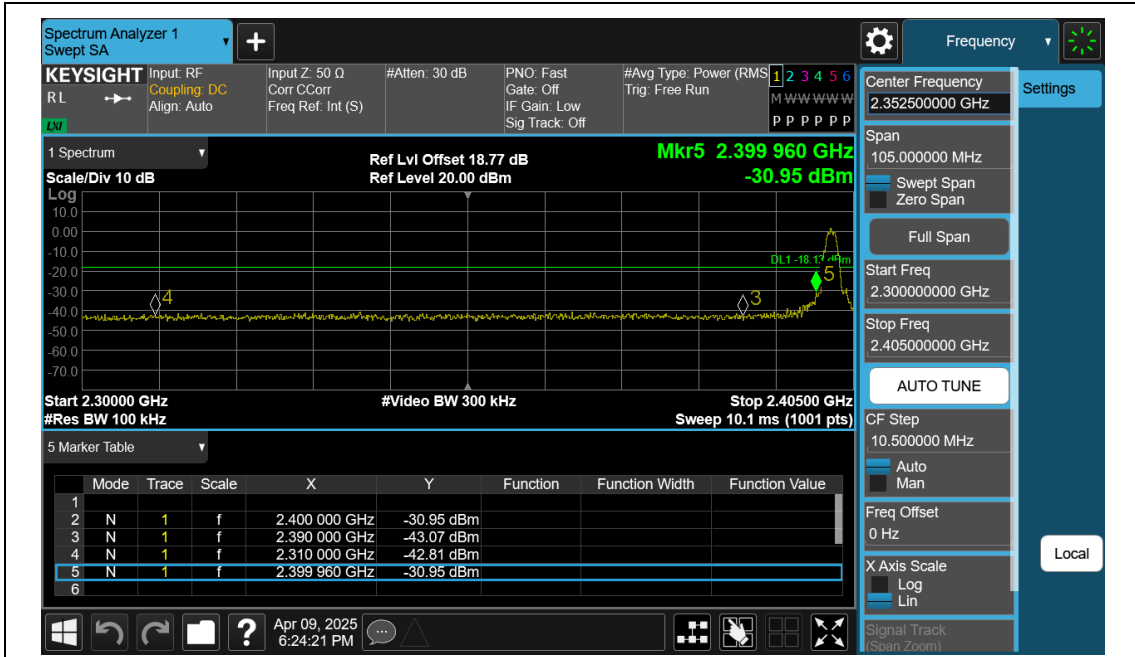 Spectrum Analyzer 1
Swept SA
Frequency
KEYSIGHT
R L
LXI
Input: RF
Coupling: DC
Align: Auto
Input Z: 50 Ω
Corr CCorr
Freq Ref: Int (S)
#Atten: 30 dB
PNO: Fast
Gate: Off
IF Gain: Low
Sig Track: Off
#Avg Type: Power (RMS
Trig: Free Run
1 2 3 4 5 6
M W W W W W
P P P P P P
1 Spectrum
Scale/Div 10 dB
Ref Lvl Offset 18.77 dB
Ref Level 20.00 dBm
Mkr5 2.399 960 GHz
-30.95 dBm
Log
10.0
0.00
-10.0
-20.0
-30.0
-40.0
-50.0
-60.0
-70.0
DL1 -18.13 dBm
4
3
5
Start 2.30000 GHz
#Res BW 100 kHz
#Video BW 300 kHz
Stop 2.40500 GHz
Sweep 10.1 ms (1001 pts)
5 Marker Table
Mode Trace Scale X Y Function Function Width Function Value
1
2 N 1 f 2.400 000 GHz -30.95 dBm
3 N 1 f 2.390 000 GHz -43.07 dBm
4 N 1 f 2.310 000 GHz -42.81 dBm
5 N 1 f 2.399 960 GHz -30.95 dBm
6
Apr 09, 2025
6:24:21 PM
Center Frequency
2.352500000 GHz
Span
105.000000 MHz
Swept Span
Zero Span
Full Span
Start Freq
2.300000000 GHz
Stop Freq
2.405000000 GHz
AUTO TUNE
CF Step
10.500000 MHz
Auto
Man
Freq Offset
0 Hz
X Axis Scale
Log
Lin
Signal Track
(Span Zoom)
Settings
Local